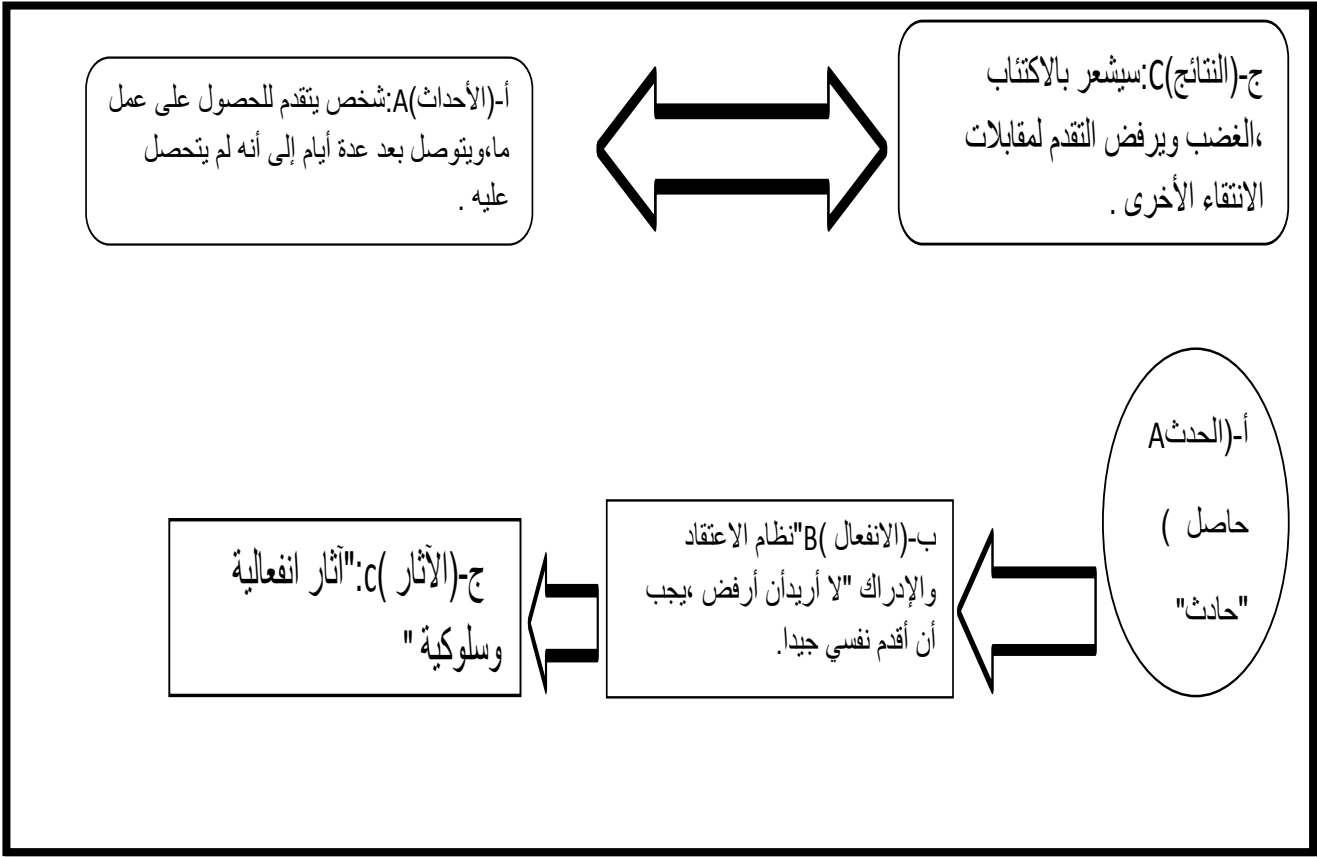 ج-(النتائج)C:سيشعر بالاكتئاب
،الغضب ويرفض التقدم لمقابلات
الانتقاء الأخرى .
أ-(الأحداث)A:شخص يتقدم للحصول على عمل
ما،ويتوصل بعد عدة أيام إلى أنه لم يتحصل
عليه .
أ-(الحدثA
حاصل )
"حادث"
ب-(الانفعال )B"نظام الاعتقاد
والإدراك "لا أريدأن أرفض ،يجب
أن أقدم نفسي جيدا.
ج-(الآثار )c:"آثار انفعالية
وسلوكية "